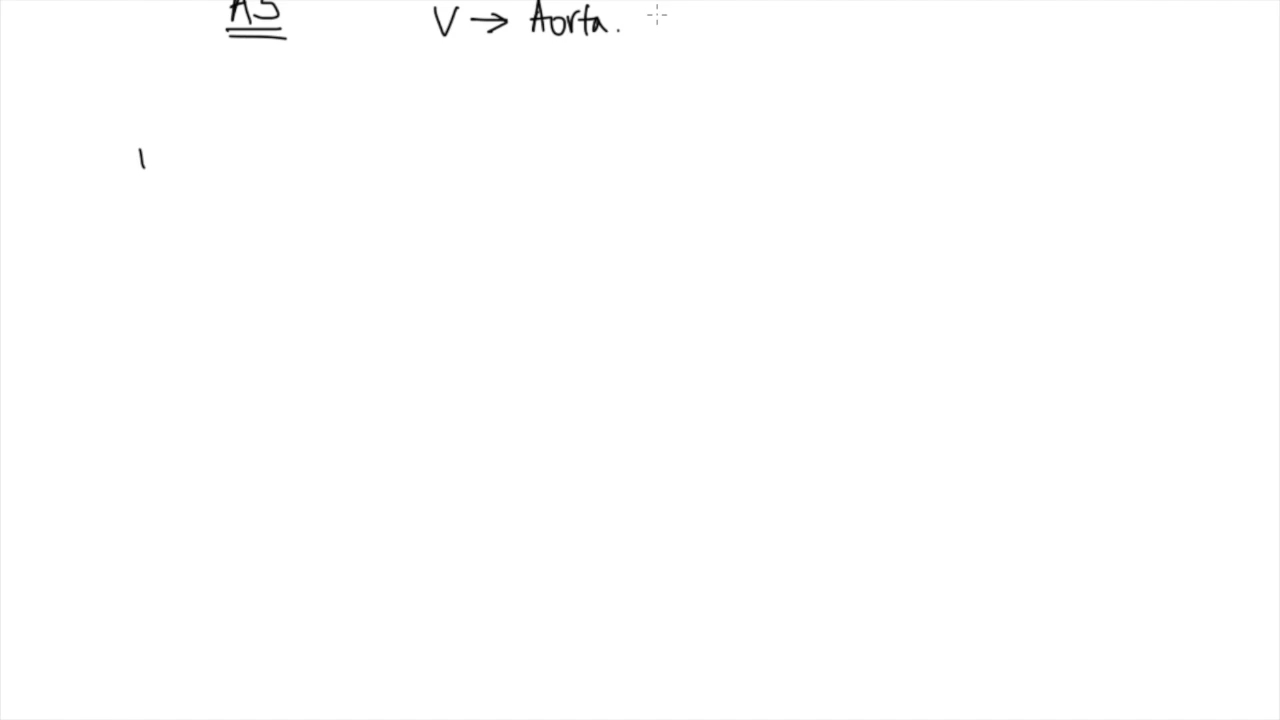 AS V → Aorta.